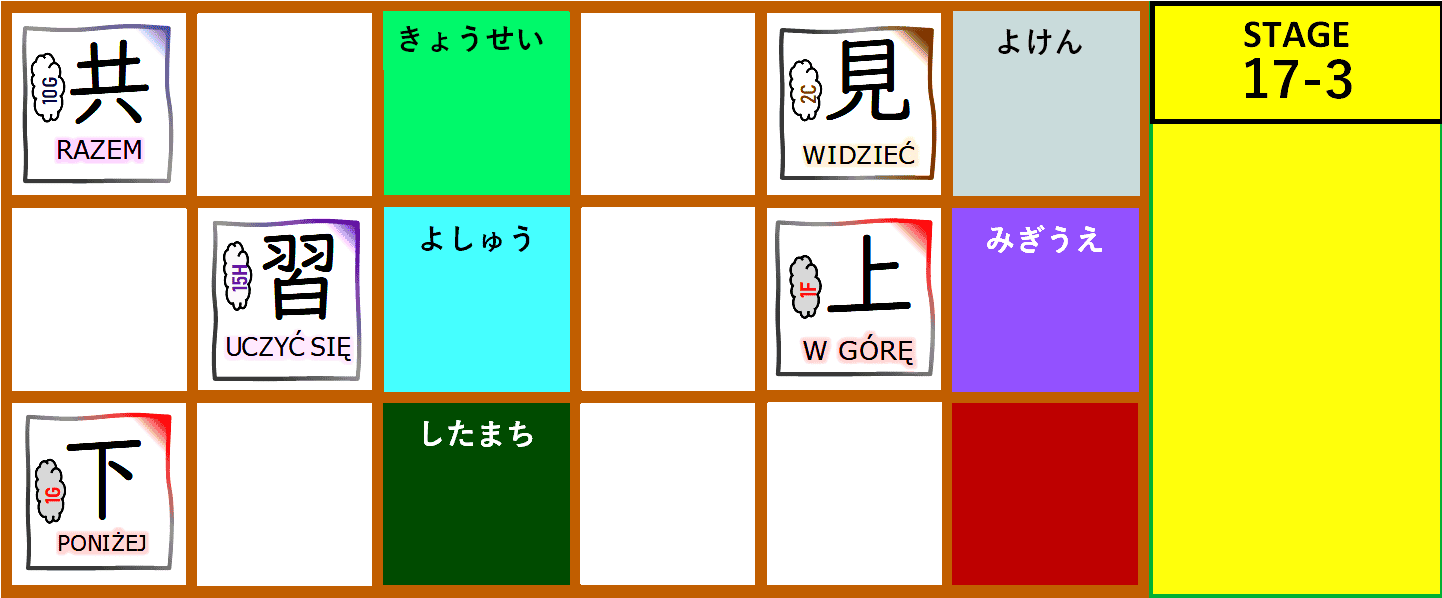 10G
共
RAZEM
きょうせい
2C
見
WIDZIEĆ
よけん
STAGE
17-3
15H
習
UCZYĆ SIĘ
よしゅう
1F
上
W GÓRĘ
みぎうえ
1G
下
PONIŻEJ
したまち